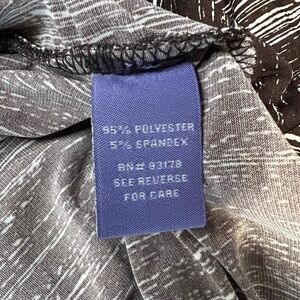 95% POLYESTER
5% SPANDEX
RN# 93178
SEE REVERSE
FOR CARE